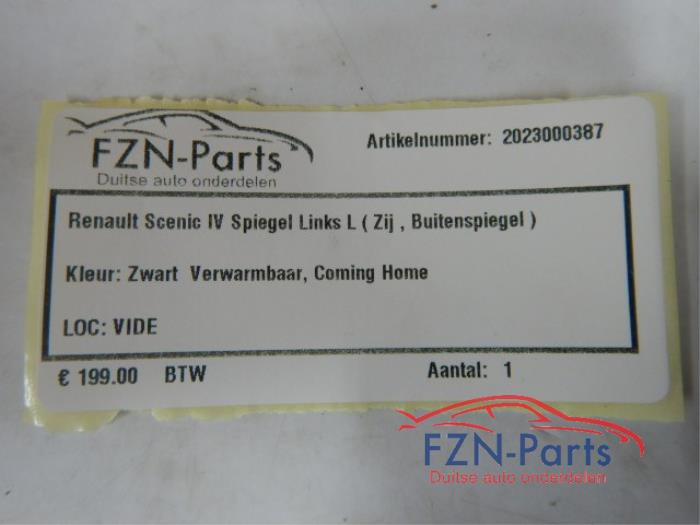 FZN-Parts
Duitse auto onderdelen
Artikelnummer: 2023000387
Renault Scenic IV Spiegel Links L ( Zij , Buitenspiegel )
Kleur: Zwart Verwarmbaar, Coming Home
LOC: VIDE
€ 199.00 BTW Aantal: 1
FZN-Parts
Duitse auto onderdelen